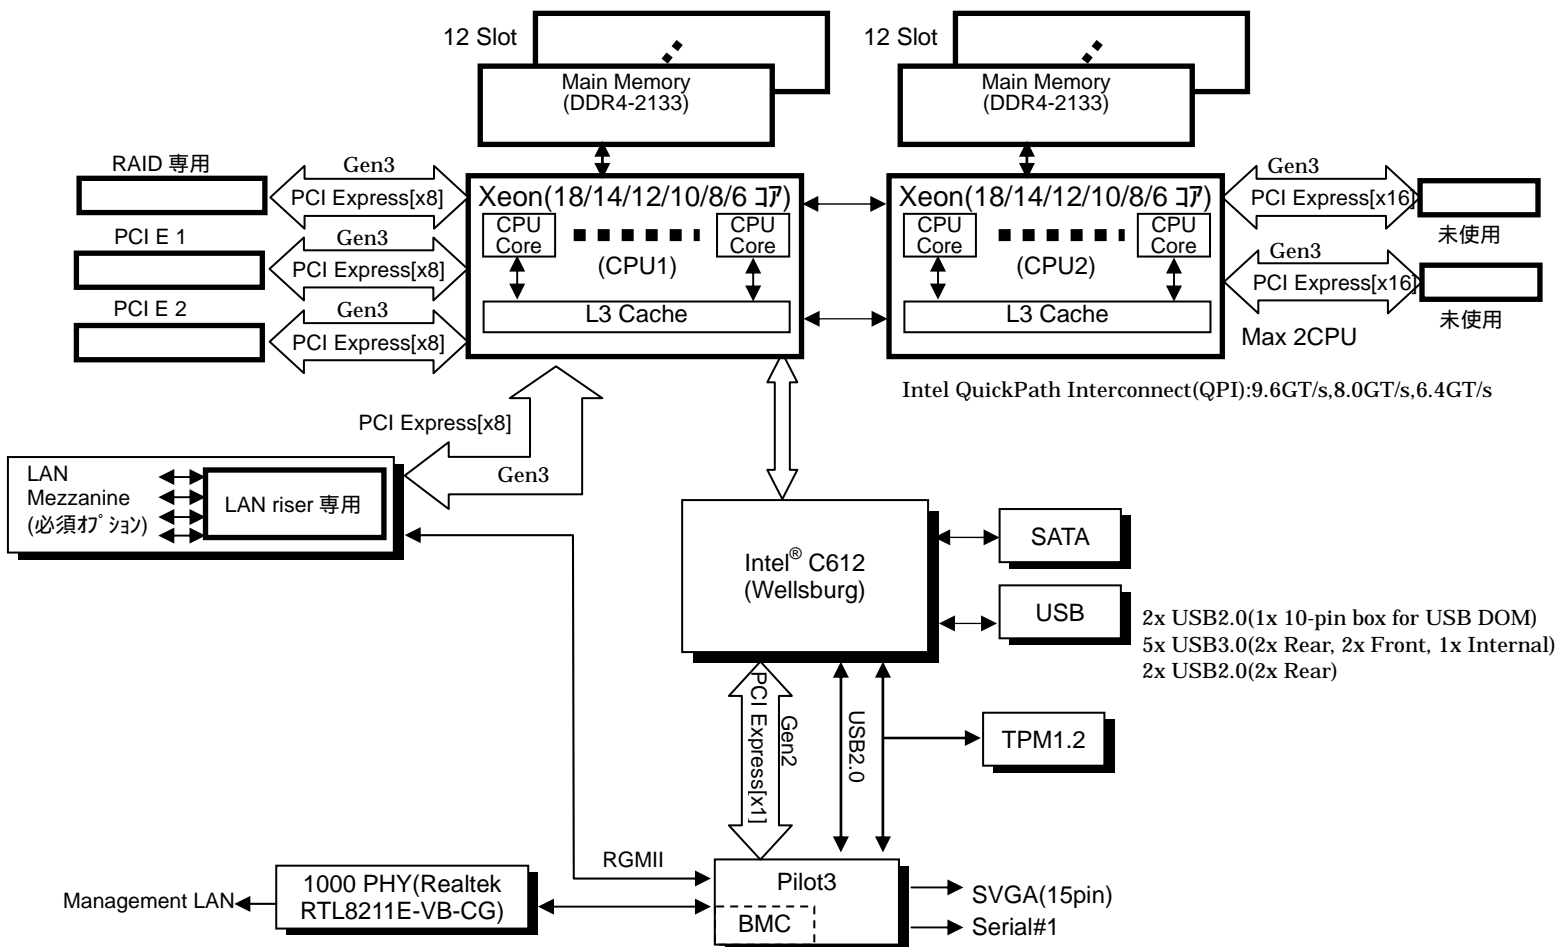 12 Slot
Main Memory
(DDR4-2133)
12 Slot
Main Memory
(DDR4-2133)
RAID 専用
Gen3
PCI Express[x8]
PCI E 1
Gen3
PCI Express[x8]
PCI E 2
Gen3
PCI Express[x8]
Xeon(18/14/12/10/8/6 ｺｱ)
CPU
Core
CPU
Core
(CPU1)
L3 Cache
Xeon(18/14/12/10/8/6 ｺｱ)
CPU
Core
CPU
Core
(CPU2)
L3 Cache
Gen3
PCI Express[x16]
未使用
Gen3
PCI Express[x16]
未使用
Max 2CPU
Intel QuickPath Interconnect(QPI):9.6GT/s,8.0GT/s,6.4GT/s
PCI Express[x8]
Gen3
LAN
Mezzanine
(必須ｵﾌﾟｼｮﾝ)
LAN riser 専用
Intel® C612
(Wellsburg)
SATA
USB
2x USB2.0(1x 10-pin box for USB DOM)
5x USB3.0(2x Rear, 2x Front, 1x Internal)
2x USB2.0(2x Rear)
PCI Express[x1]
Gen2
USB2.0
TPM1.2
RGMII
Management LAN
1000 PHY(Realtek
RTL8211E-VB-CG)
Pilot3
BMC
SVGA(15pin)
Serial#1